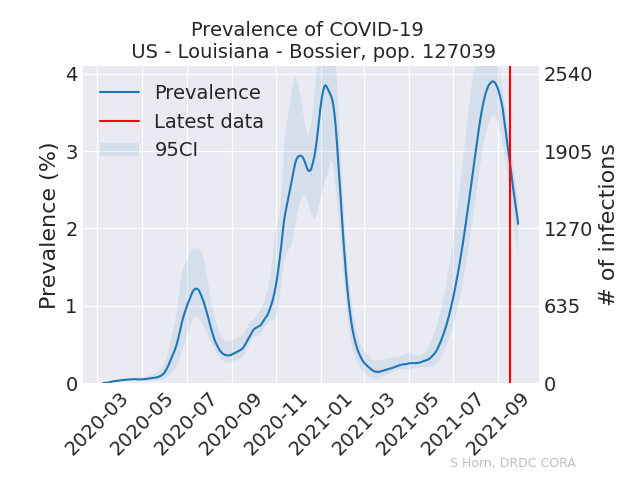 Prevalence of COVID-19
US - Louisiana - Bossier, pop. 127039
Prevalence
Latest data
95CI
Prevalence (%)
4
3
2
1
0
2540
1905
1270
635
0
# of infections
2020-03
2020-05
2020-07
2020-09
2020-11
2021-01
2021-03
2021-05
2021-07
2021-09
S Horn, DRDC CORA